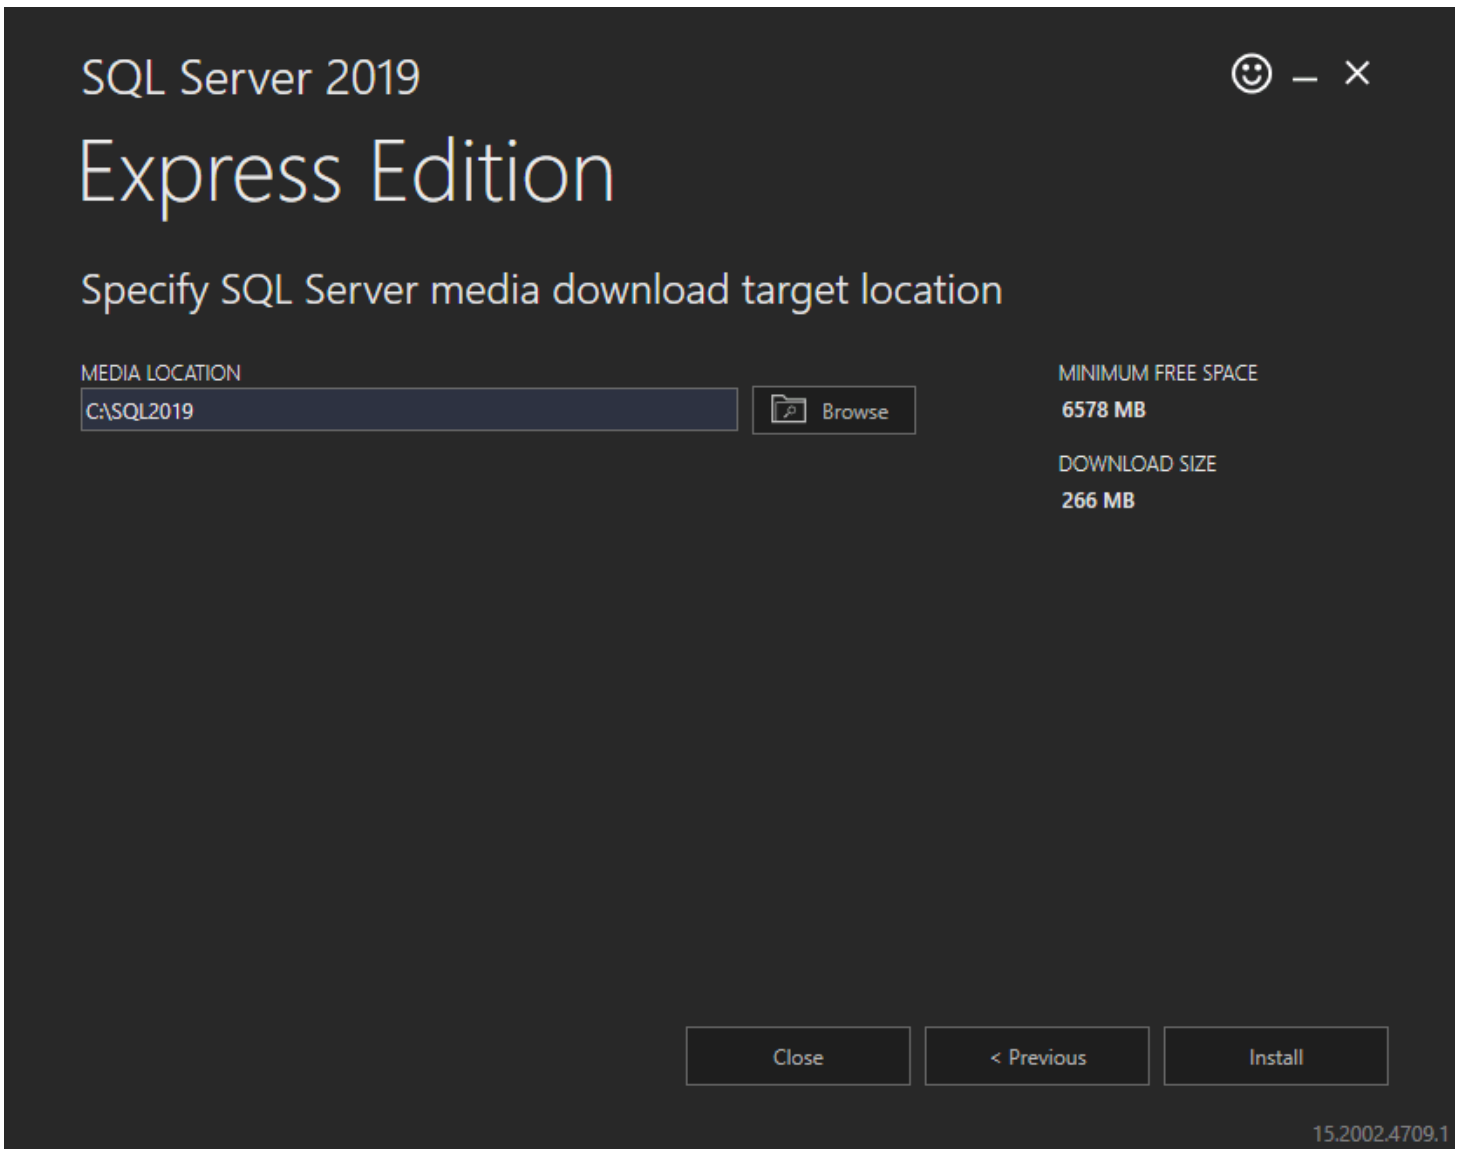 SQL Server 2019
Express Edition
Specify SQL Server media download target location
MEDIA LOCATION
C:\SQL2019
Browse
MINIMUM FREE SPACE
6578 MB
DOWNLOAD SIZE
266 MB
Close
< Previous
Install
15.2002.4709.1